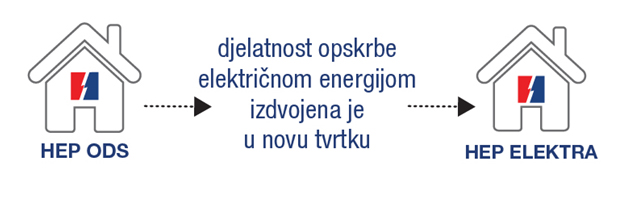 djelatnost opskrbe
električnom energijom
izdvojena je
u novu tvrtku
HEP ODS
HEP ELEKTRA